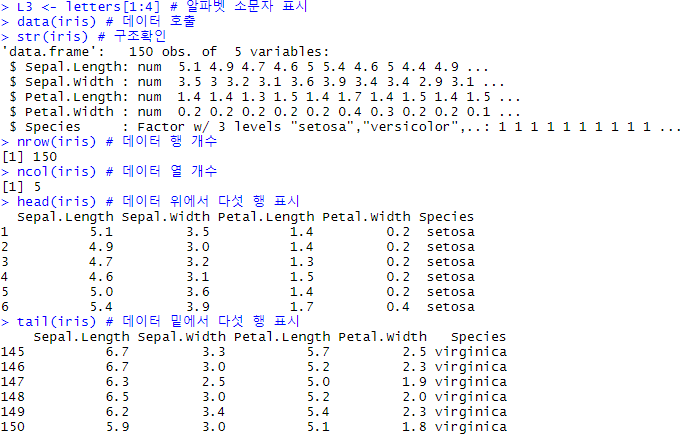 > L3 <- letters[1:4] # 알파벳 소문자 표시
> data(iris) # 데이터 호출
> str(iris) # 구조확인
'data.frame':   150 obs. of  5 variables:
 $ Sepal.Length: num  5.1 4.9 4.7 4.6 5 5.4 4.6 5 4.4 4.9 ...
 $ Sepal.Width : num  3.5 3 3.2 3.1 3.6 3.9 3.4 3.4 2.9 3.1 ...
 $ Petal.Length: num  1.4 1.4 1.3 1.5 1.4 1.7 1.4 1.5 1.4 1.5 ...
 $ Petal.Width : num  0.2 0.2 0.2 0.2 0.2 0.4 0.3 0.2 0.2 0.1 ...
 $ Species     : Factor w/ 3 levels "setosa","versicolor",..: 1 1 1 1 1 1 1 1 1 1 ...
> nrow(iris) # 데이터 행 개수
[1] 150
> ncol(iris) # 데이터 열 개수
[1] 5
> head(iris) # 데이터 위에서 다섯 행 표시
  Sepal.Length Sepal.Width Petal.Length Petal.Width Species
1          5.1         3.5          1.4         0.2  setosa
2          4.9         3.0          1.4         0.2  setosa
3          4.7         3.2          1.3         0.2  setosa
4          4.6         3.1          1.5         0.2  setosa
5          5.0         3.6          1.4         0.2  setosa
6          5.4         3.9          1.7         0.4  setosa
> tail(iris) # 데이터 밑에서 다섯 행 표시
    Sepal.Length Sepal.Width Petal.Length Petal.Width   Species
145          6.7         3.3          5.7         2.5 virginica
146          6.7         3.0          5.2         2.3 virginica
147          6.3         2.5          5.0         1.9 virginica
148          6.5         3.0          5.2         2.0 virginica
149          6.2         3.4          5.4         2.3 virginica
150          5.9         3.0          5.1         1.8 virginica